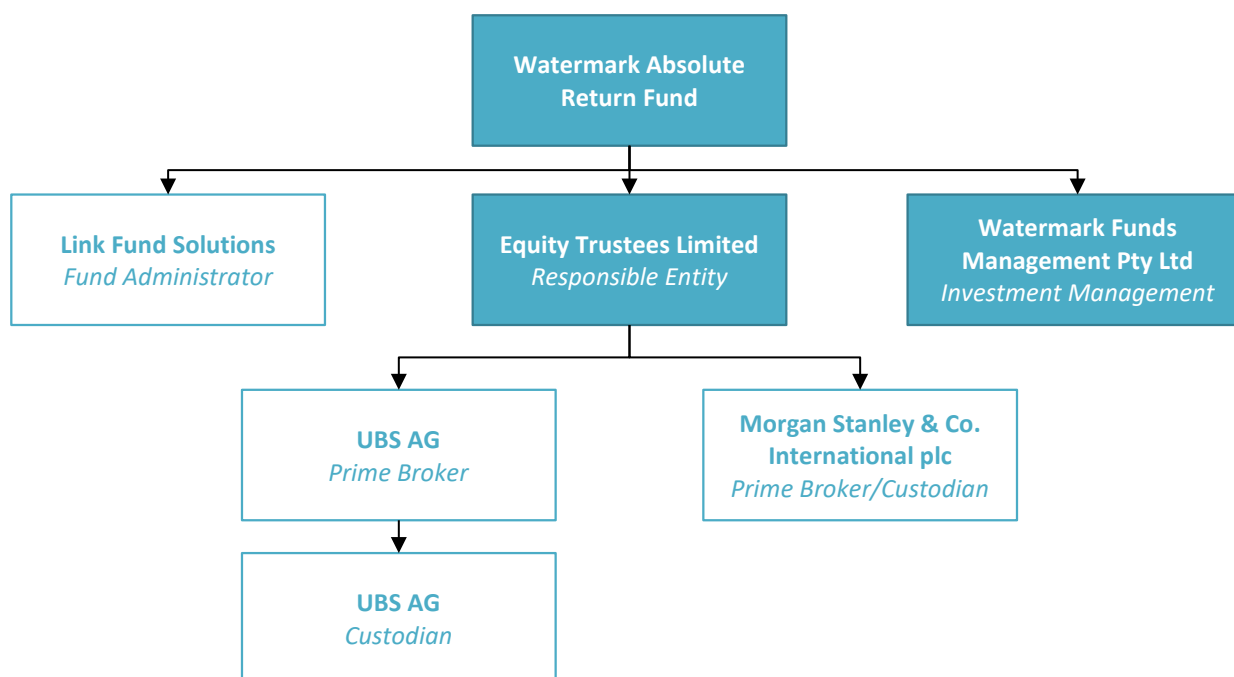 Watermark Absolute
Return Fund
Link Fund Solutions
Fund Administrator
Equity Trustees Limited
Responsible Entity
Watermark Funds
Management Pty Ltd
Investment Management
UBS AG
Prime Broker
Morgan Stanley & Co.
International plc
Prime Broker/Custodian
UBS AG
Custodian